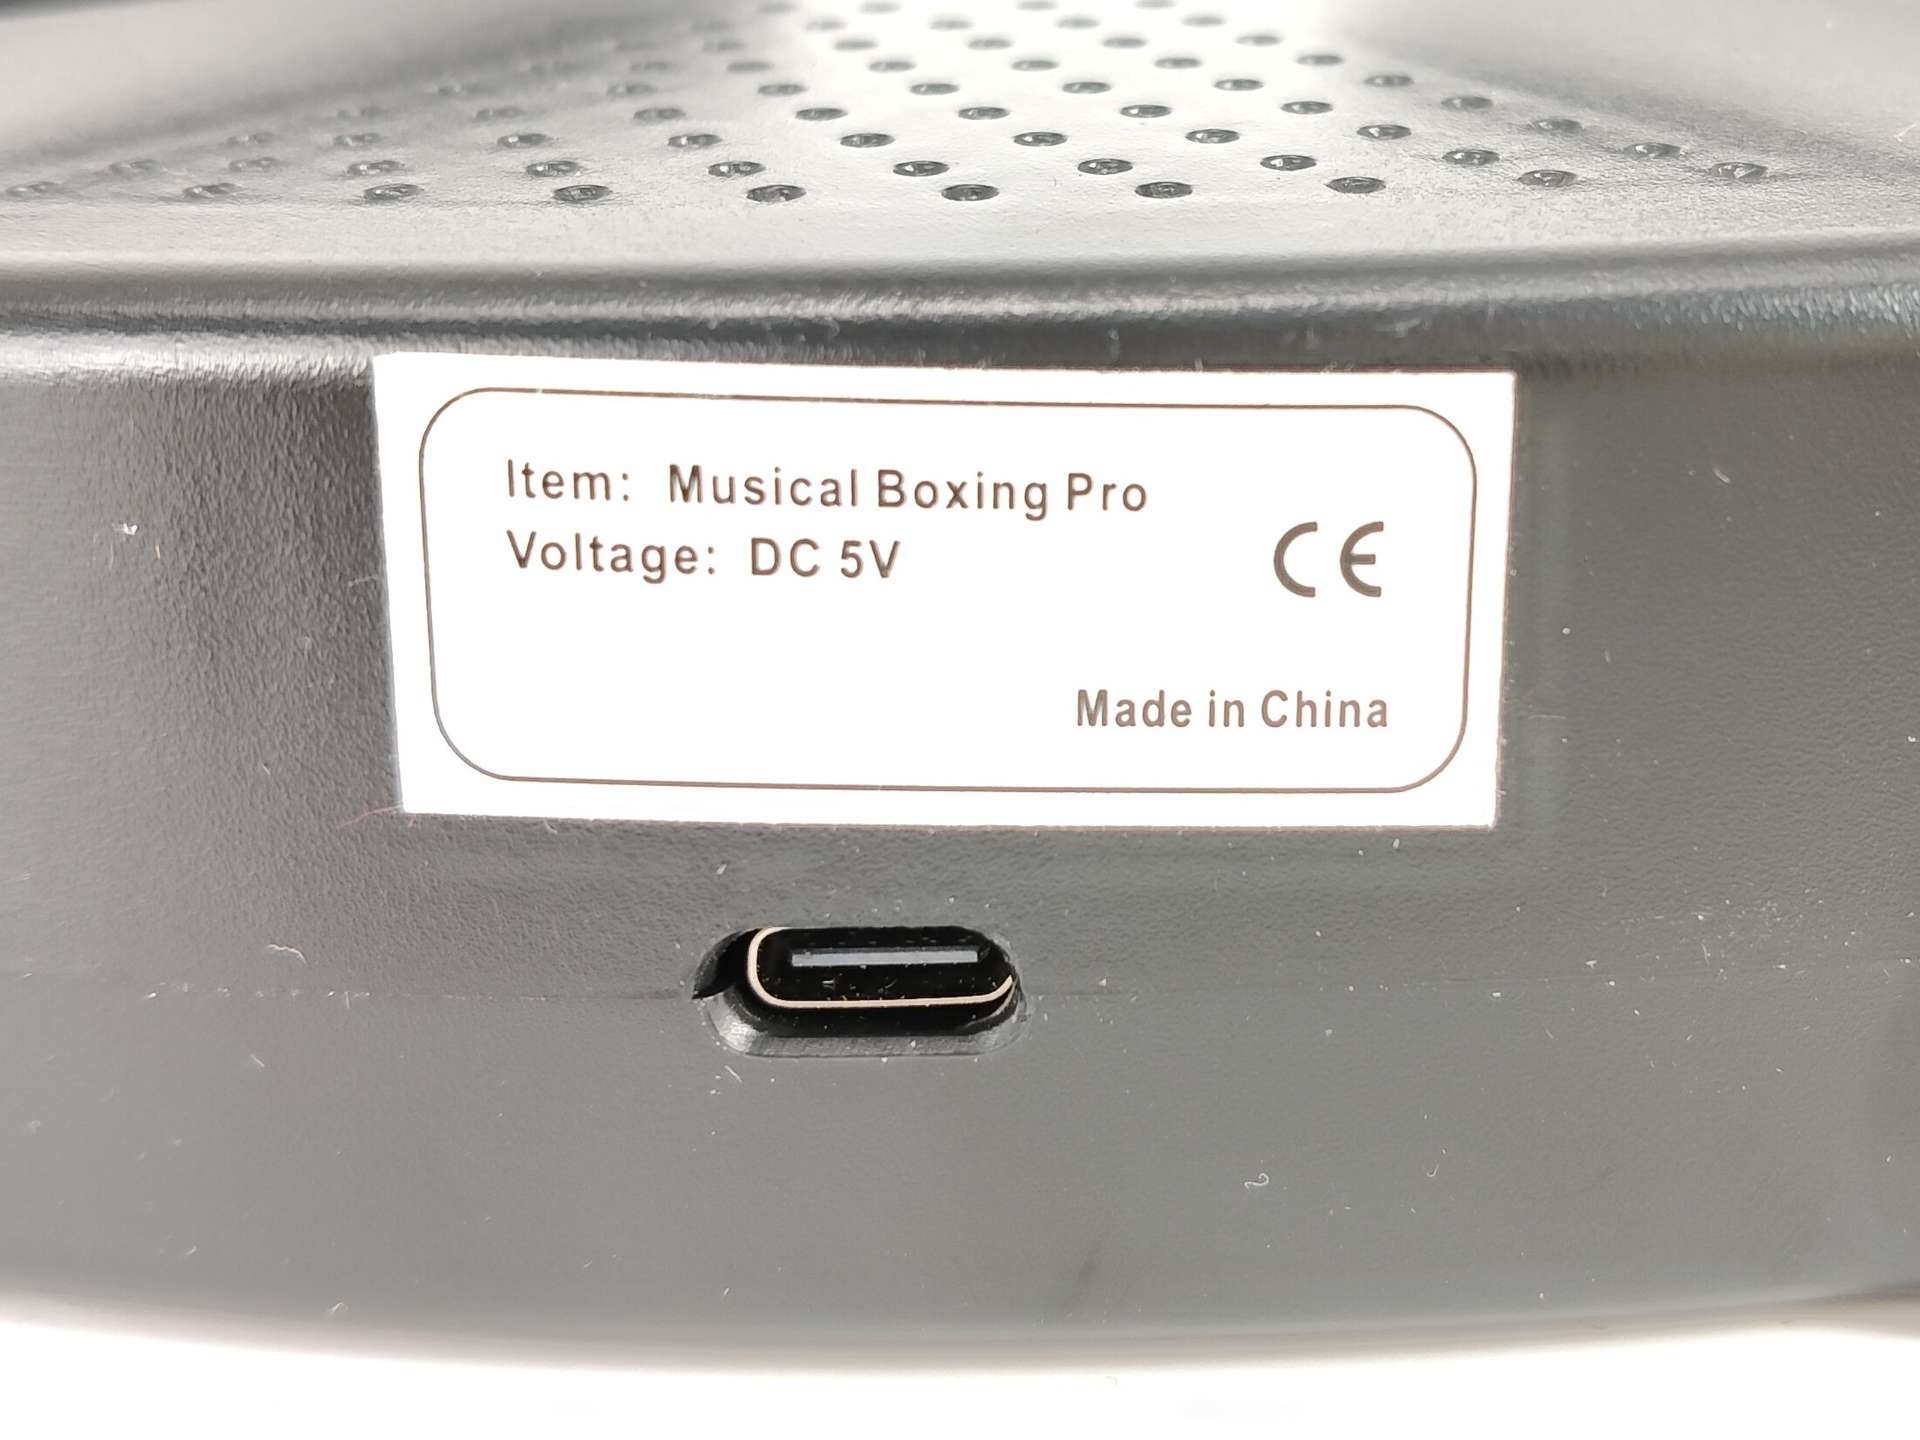 Item: Musical Boxing Pro
Voltage: DC 5V
CE
Made in China